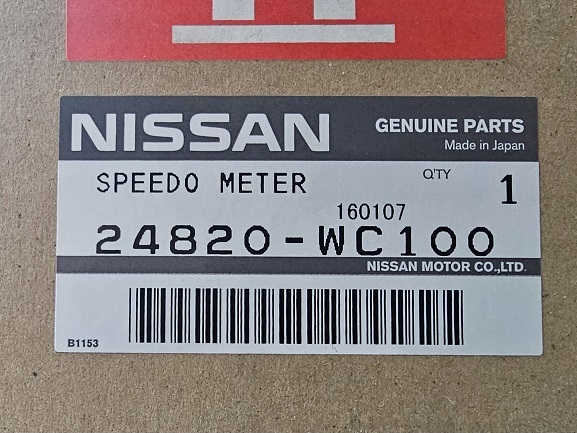 NISSAN GENUINE PARTS
Made in Japan
SPEEDO METER Q'TY 1
160107
24820-WC100
NISSAN MOTOR CO.,LTD.
B1153